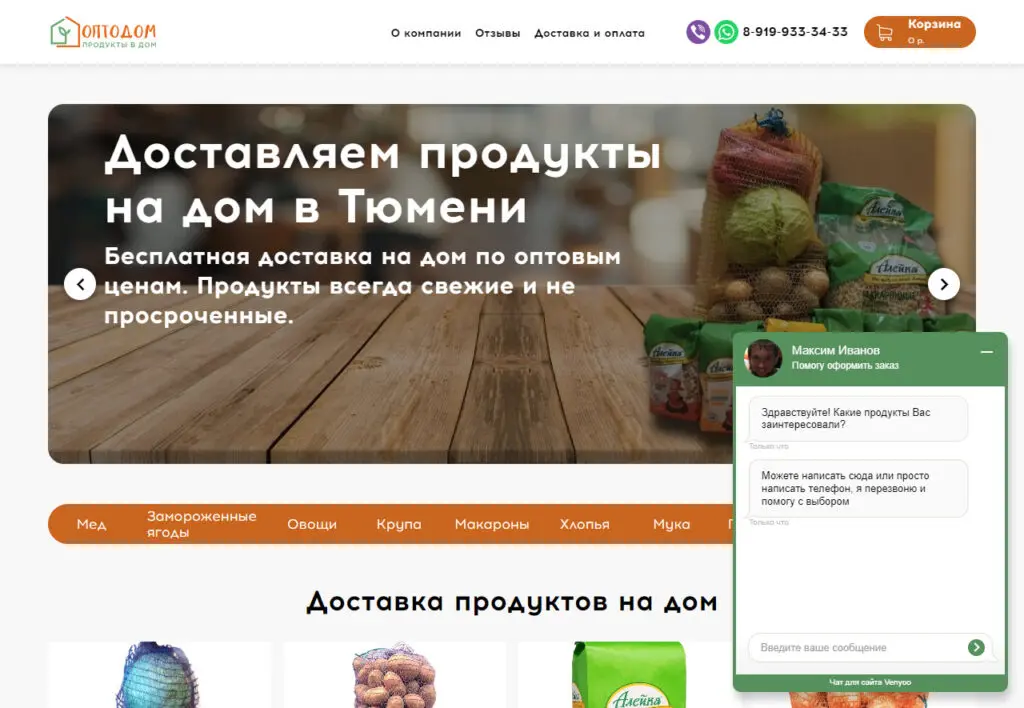 ОПТОДОМ
ПРОДУКТЫ В ДОМ
О компании Отзывы Доставка и оплата
8-919-933-34-33
Корзина
0 р.
Доставляем продукты
на дом в Тюмени
Бесплатная доставка на дом по оптовым
ценам. Продукты всегда свежие и не
просроченные.
Алейка
Алейка
МАКАРОННЫЕ
Алейка
Максим Иванов
Помогу оформить заказ
Здравствуйте! Какие продукты Вас
заинтересовали?
Только что
Можете написать сюда или просто
написать телефон, я перезвоню и
помогу с выбором
Только что
Введите ваше сообщение
Чат для сайта Venyoo
Мед Замороженные
ягоды Овощи Крупа Макароны Хлопья Мука
Доставка продуктов на дом
Алейка